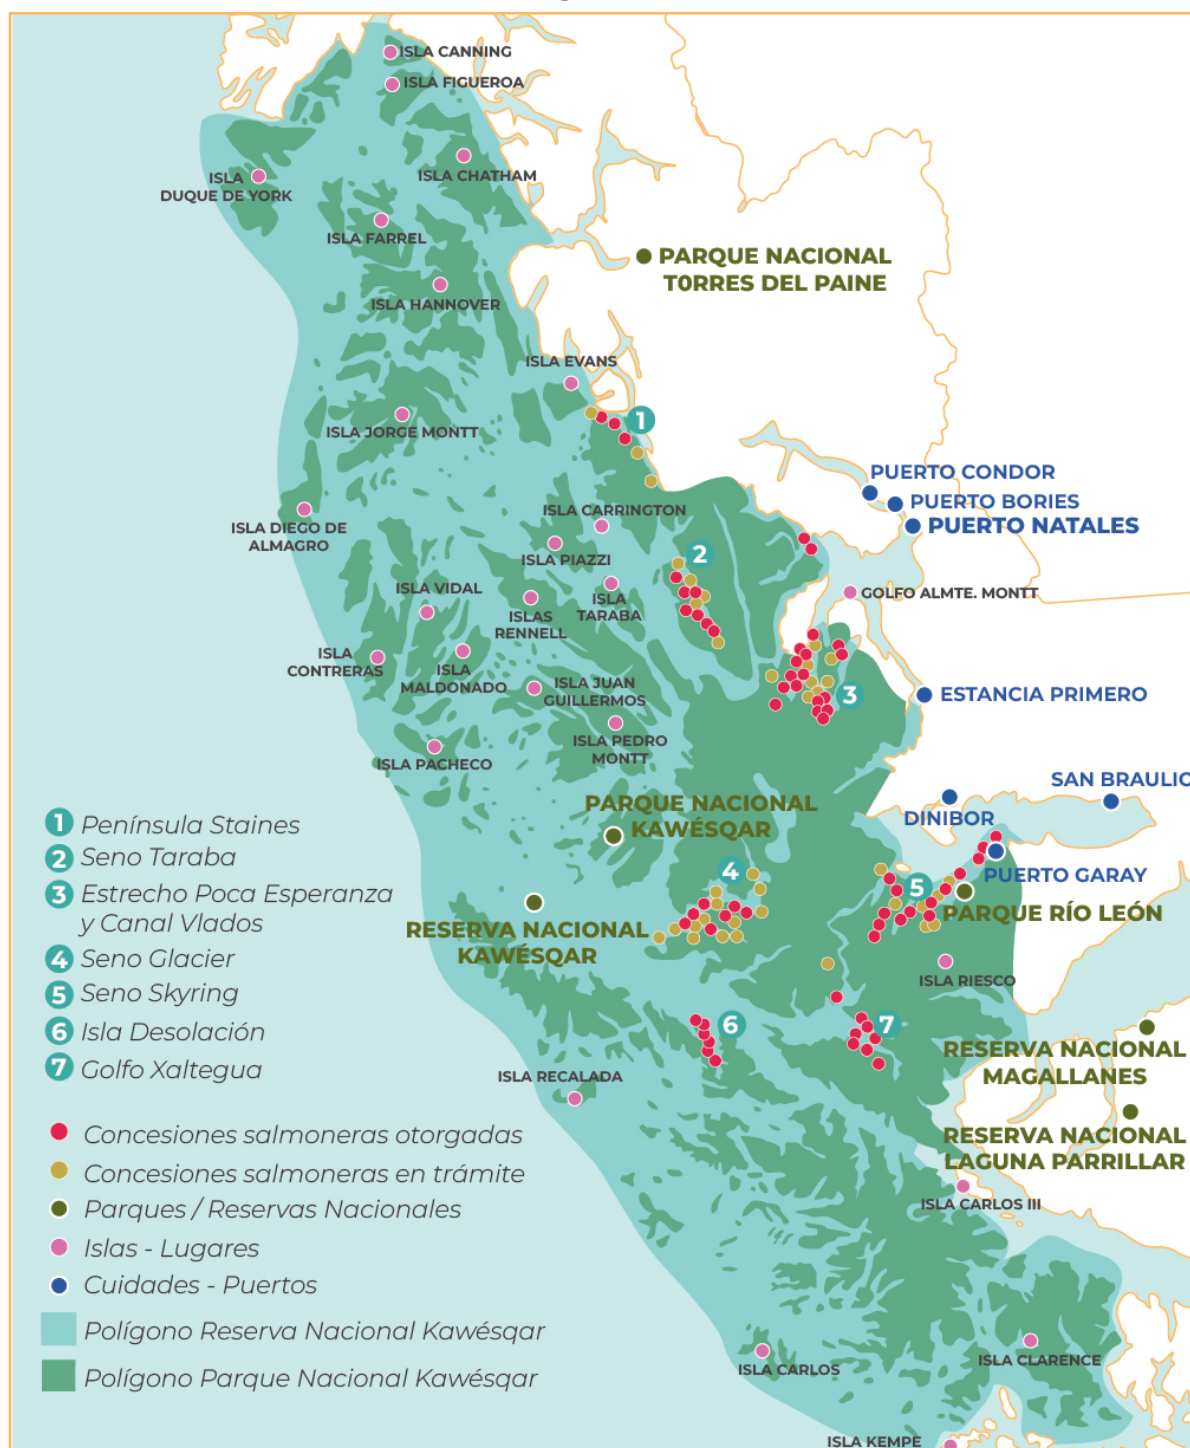 ISLA CANNING
ISLA FIGUEROA
ISLA CHATHAM
ISLA
DUQUE DE YORK
ISLA FARREL
PARQUE NACIONAL
T0RRES DEL PAINE
ISLA HANNOVER
ISLA EVANS
1
ISLA JORGE MONTT
PUERTO CONDOR
PUERTO BORIES
PUERTO NATALES
ISLA CARRINGTON
ISLA DIEGO DE
ALMAGRO
ISLA PIAZZI
2
ISLA VIDAL
ISLAS
RENNELL
ISLA
TARABA
GOLFO ALMTE. MONTT
ISLA
CONTRERAS
ISLA
MALDONADO
ISLA JUAN
GUILLERMOS
3
ESTANCIA PRIMERO
ISLA PEDRO
MONTT
ISLA PACHECO
SAN BRAULIO
PARQUE NACIONAL
KAWÉSQAR
DINIBOR
4
5
PUERTO GARAY
PARQUE RÍO LEÓN
RESERVA NACIONAL
KAWÉSQAR
ISLA RIESCO
6
7
RESERVA NACIONAL
MAGALLANES
ISLA RECALADA
RESERVA NACIONAL
LAGUNA PARRILLAR
ISLA CARLOS III
ISLA CARLOS
ISLA CLARENCE
ISLA KEMPE
1 Península Staines
2 Seno Taraba
3 Estrecho Poca Esperanza
y Canal Vlados
4 Seno Glacier
5 Seno Skyring
6 Isla Desolación
7 Golfo Xaltegua
Concesiones salmoneras otorgadas
Concesiones salmoneras en trámite
Parques / Reservas Nacionales
Islas - Lugares
Cuidades - Puertos
Polígono Reserva Nacional Kawésqar
Polígono Parque Nacional Kawésqar